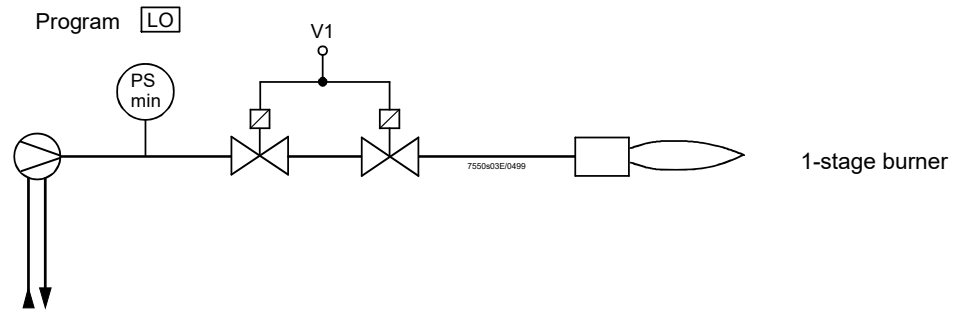 Program LO
V1
PS
min
7550s03E/0499
1-stage burner